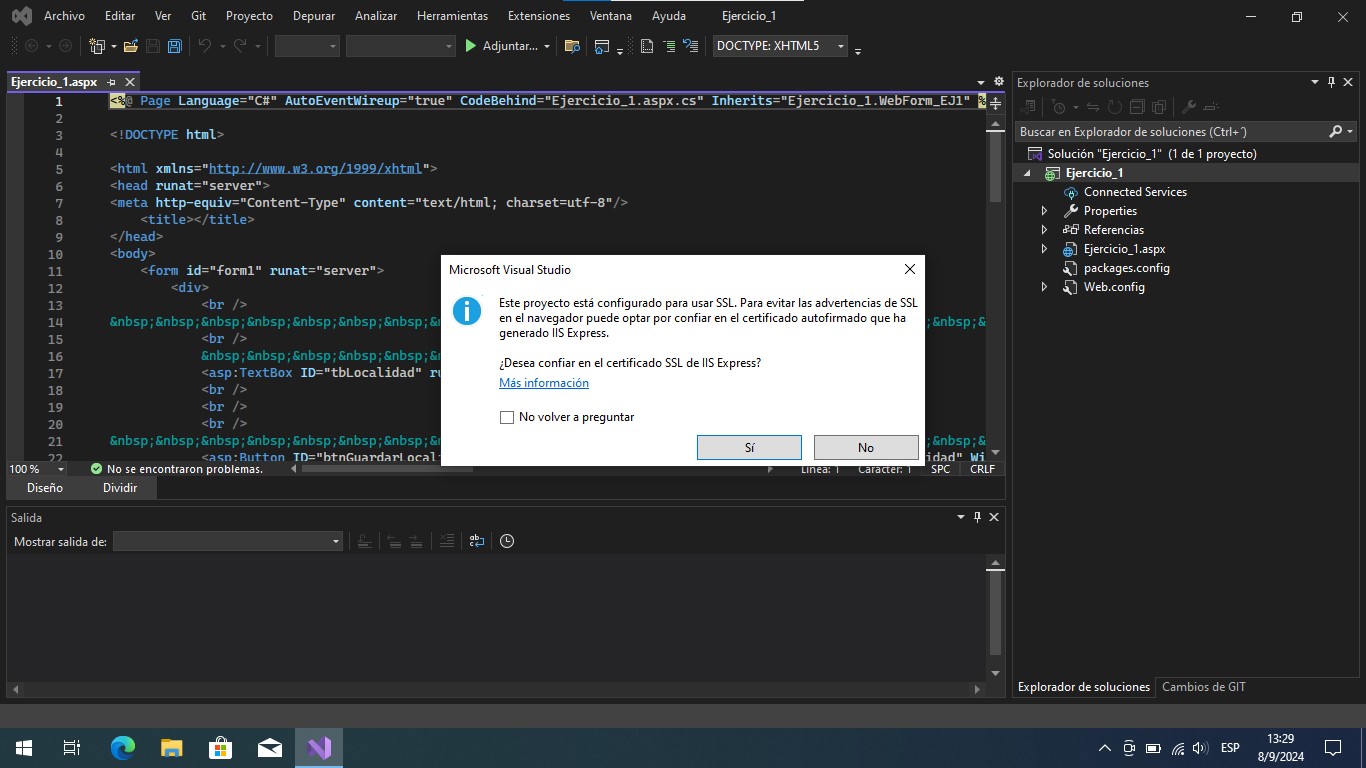 Archivo Editar Ver Git Proyecto Depurar Analizar Herramientas Extensiones Ventana Ayuda Ejercicio_1
Adjuntar... DOCTYPE: XHTML5
Ejercicio_1.aspx
1 <%@ Page Language="C#" AutoEventWireup="true" CodeBehind="Ejercicio_1.aspx.cs" Inherits="Ejercicio_1.WebForm_EJ1" %
2
3 <!DOCTYPE html>
4
5 <html xmlns="http://www.w3.org/1999/xhtml">
6 <head runat="server">
7 <meta http-equiv="Content-Type" content="text/html; charset=utf-8"/>
8 <title></title>
9 </head>
10 <body>
11 <form id="form1" runat="server">
12 <div>
13 <br />
14 &nbsp;&nbsp;&nbsp;&nbsp;&nbsp;&nbsp;&nbsp;
15 <br />
16 &nbsp;&nbsp;&nbsp;&nbsp;&nbsp;
17 <asp:TextBox ID="tbLocalidad" ru
18 <br />
19 <br />
20 <br />
21 &nbsp;&nbsp;&nbsp;&nbsp;&nbsp;&nbsp;&nbsp;
22 <asp:Button ID="btnGuardarLocali idad" Wi
100 % No se encontraron problemas. Línea: 1 Carácter: 1 SPC CRLF
Diseño Dividir
Microsoft Visual Studio
Este proyecto está configurado para usar SSL. Para evitar las advertencias de SSL
en el navegador puede optar por confiar en el certificado autofirmado que ha
generado IIS Express.
¿Desea confiar en el certificado SSL de IIS Express?
Más información
No volver a preguntar
Sí No
Salida
Mostrar salida de:
Explorador de soluciones
Buscar en Explorador de soluciones (Ctrl+´)
Solución "Ejercicio_1" (1 de 1 proyecto)
Ejercicio_1
Connected Services
Properties
Referencias
Ejercicio_1.aspx
packages.config
Web.config
Explorador de soluciones Cambios de GIT
ESP
13:29
8/9/2024